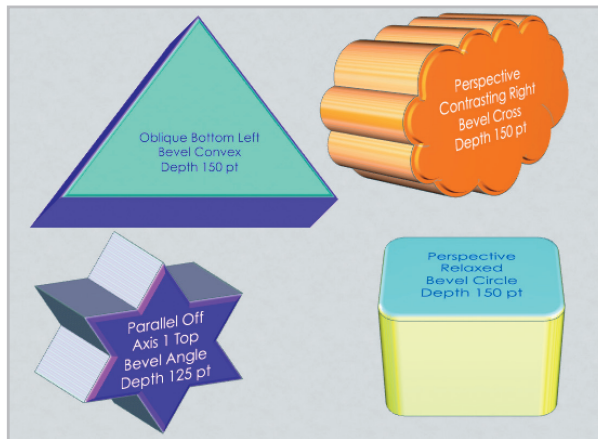 Oblique Bottom Left
Bevel Convex
Depth 150 pt
Perspective
Contrasting Right
Bevel Cross
Depth 150 pt
Parallel Off
Axis 1 Top
Bevel Angle
Depth 125 pt
Perspective
Relaxed
Bevel Circle
Depth 150 pt